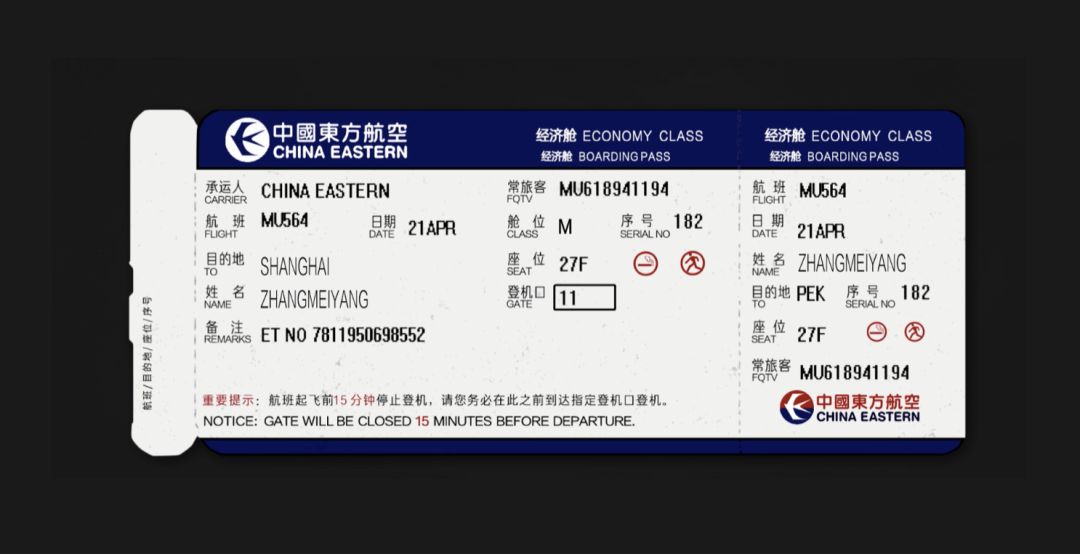 中國東方航空
CHINA EASTERN
经济舱 ECONOMY CLASS
经济舱 BOARDING PASS
经济舱 ECONOMY CLASS
经济舱 BOARDING PASS
承运人 CARRIER CHINA EASTERN
航 班 FLIGHT MU564 日期 DATE 21APR
目的地 TO SHANGHAI
姓 名 NAME ZHANGMEIYANG
备 注 REMARKS ET NO 7811950698552
常旅客 FQTV MU618941194
舱 位 CLASS M 序 号 SERIAL NO 182
座 位 SEAT 27F
登机口 GATE 11
重要提示：航班起飞前15分钟停止登机，请您务必在此之前到达指定登机口登机。
NOTICE: GATE WILL BE CLOSED 15 MINUTES BEFORE DEPARTURE.
航 班 FLIGHT MU564
日 期 DATE 21APR
姓 名 NAME ZHANGMEIYANG
目的地 TO PEK 序 号 SERIAL NO 182
座 位 SEAT 27F
常旅客 FQTV MU618941194
中國東方航空
CHINA EASTERN
航班/目的地/座位/序号